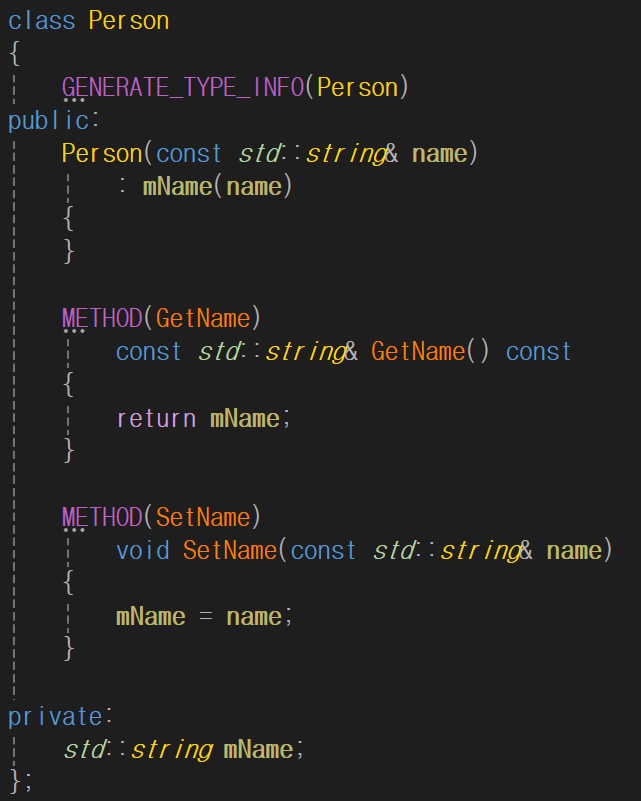 class Person
{
GENERATE_TYPE_INFO(Person)
public:
Person(const std::string& name)
: mName(name)
{
}
METHOD(GetName)
const std::string& GetName() const
{
return mName;
}
METHOD(SetName)
void SetName(const std::string& name)
{
mName = name;
}
private:
std::string mName;
};